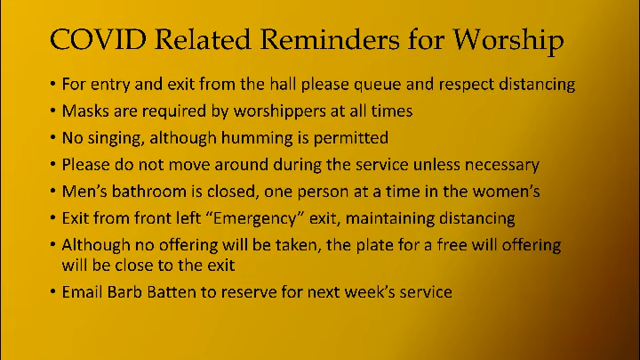 COVID Related Reminders for Worship
• For entry and exit from the hall please queue and respect distancing
• Masks are required by worshippers at all times
• No singing, although humming is permitted
• Please do not move around during the service unless necessary
• Men's bathroom is closed, one person at a time in the women's
• Exit from front left “Emergency” exit, maintaining distancing
• Although no offering will be taken, the plate for a free will offering
will be close to the exit
• Email Barb Batten to reserve for next week's service